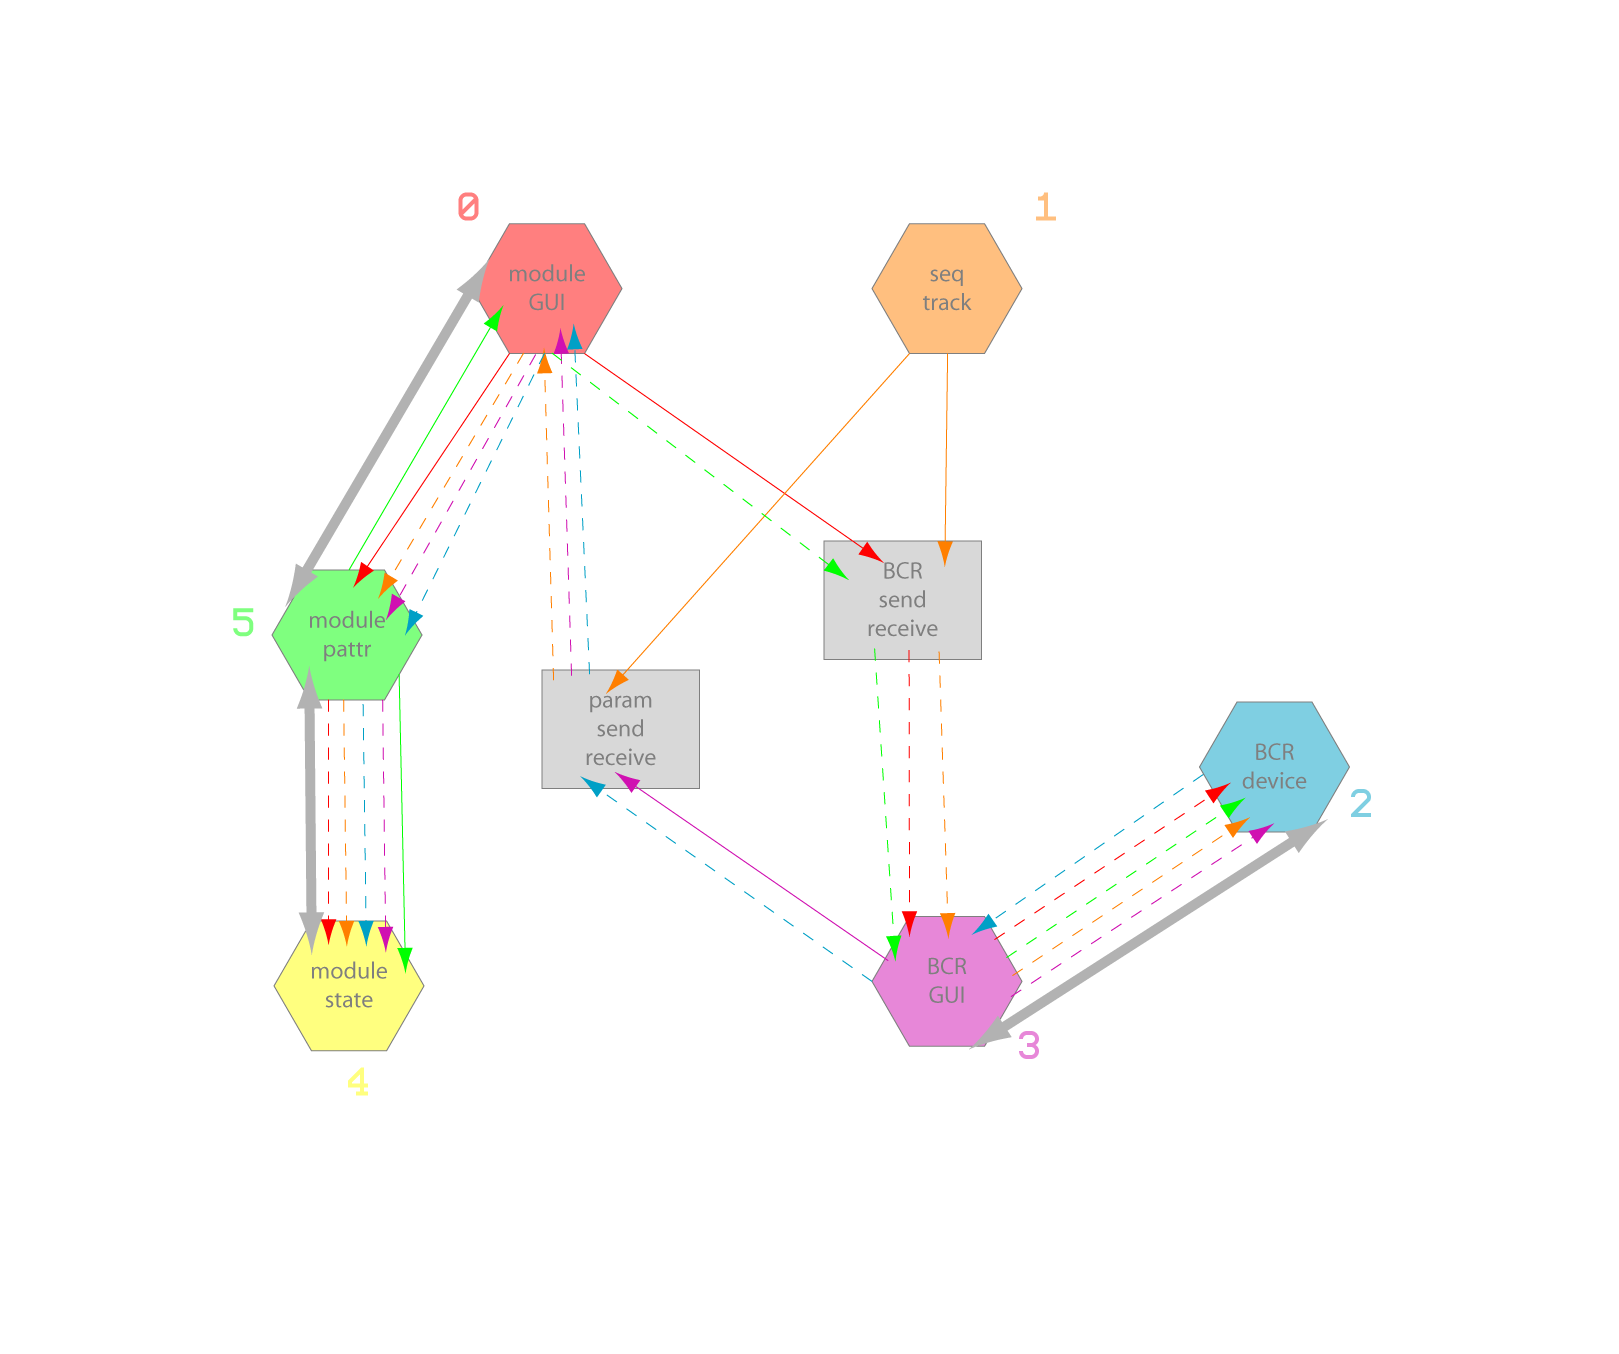 0
1
module
GUI
seq
track
BCR
send
receive
5
module
pattr
param
send
receive
BCR
device
2
module
state
BCR
GUI
3
4